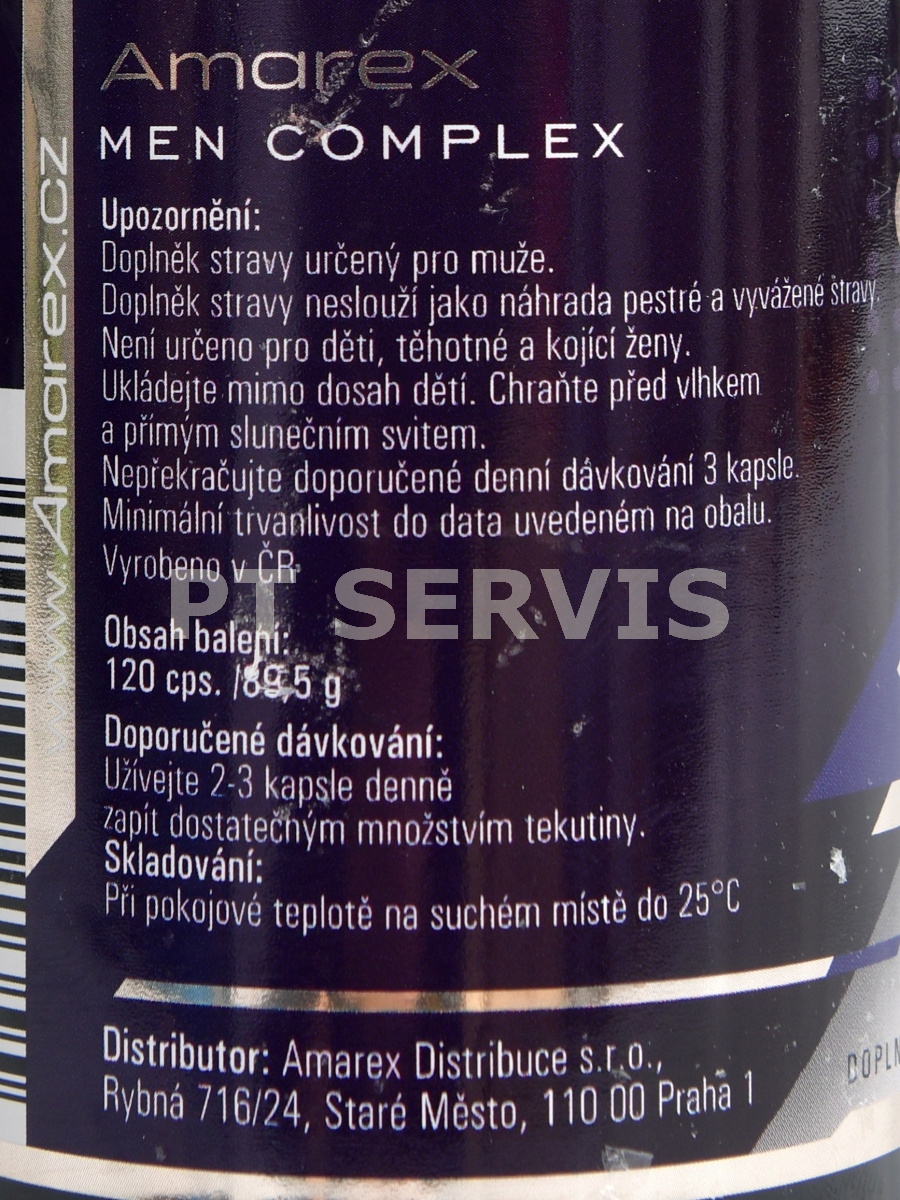 Amarex
MEN COMPLEX
www.Amarex.cz
Upozornění:
Doplněk stravy určený pro muže.
Doplněk stravy neslouží jako náhrada pestré a vyvážené stravy.
Není určeno pro děti, těhotné a kojící ženy.
Ukládejte mimo dosah dětí. Chraňte před vlhkem
a přímým slunečním svitem.
Nepřekračujte doporučené denní dávkování 3 kapsle.
Minimální trvanlivost do data uvedeném na obalu.
Vyrobeno v ČR
PJ SERVIS
Obsah balení:
120 cps. /89,5 g
Doporučené dávkování:
Užívejte 2-3 kapsle denně
zapít dostatečným množstvím tekutiny.
Skladování:
Při pokojové teplotě na suchém místě do 25°C
Distributor: Amarex Distribuce s.r.o.,
Rybná 716/24, Staré Město, 110 00 Praha 1